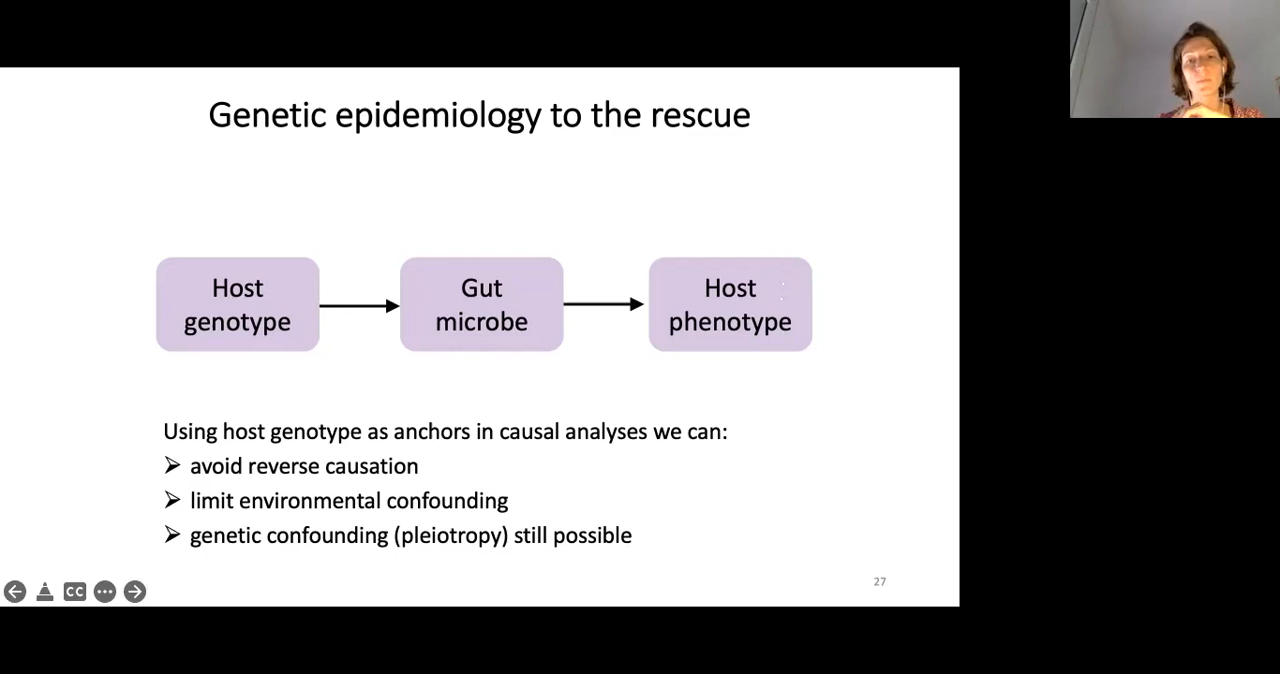 Genetic epidemiology to the rescue
Host
genotype
Gut
microbe
Host
phenotype
Using host genotype as anchors in causal analyses we can:
➢ avoid reverse causation
➢ limit environmental confounding
➢ genetic confounding (pleiotropy) still possible
27
CC